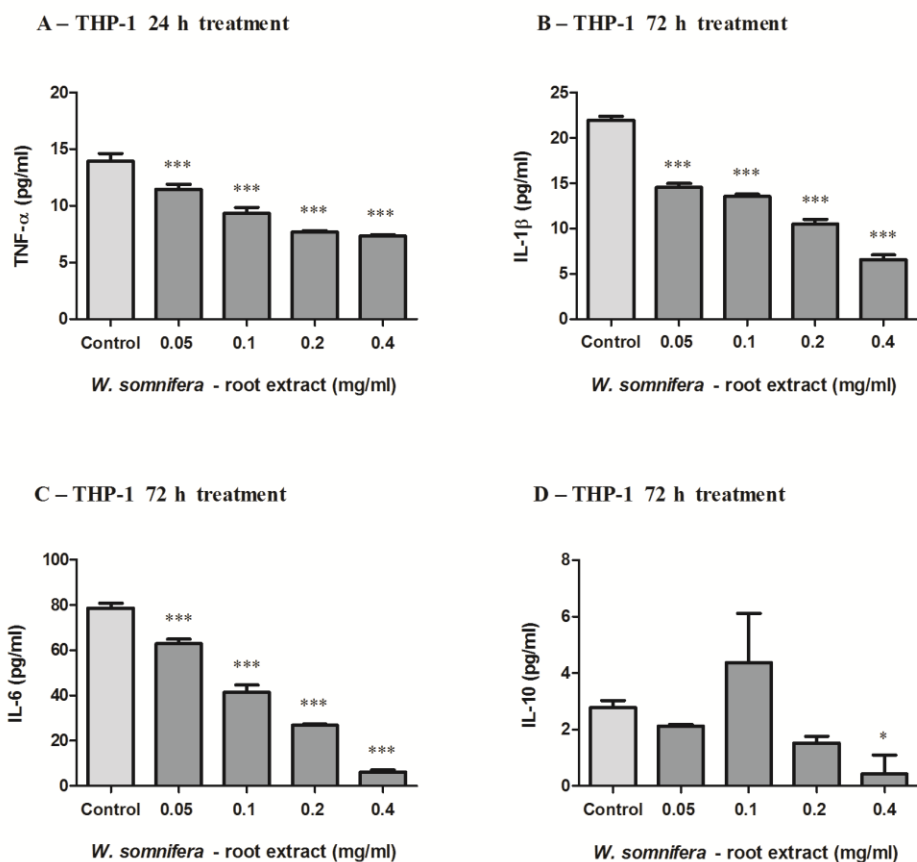 A – THP-1 24 h treatment
TNF-α (pg/ml)
20
15
10
5
0
***
***
***
***
Control 0.05 0.1 0.2 0.4
W. somnifera - root extract (mg/ml)
B – THP-1 72 h treatment
IL-1β (pg/ml)
25
20
15
10
5
0
***
***
***
***
Control 0.05 0.1 0.2 0.4
W. somnifera - root extract (mg/ml)
C – THP-1 72 h treatment
IL-6 (pg/ml)
100
80
60
40
20
0
***
***
***
***
Control 0.05 0.1 0.2 0.4
W. somnifera - root extract (mg/ml)
D – THP-1 72 h treatment
IL-10 (pg/ml)
8
6
4
2
0
*
Control 0.05 0.1 0.2 0.4
W. somnifera - root extract (mg/ml)